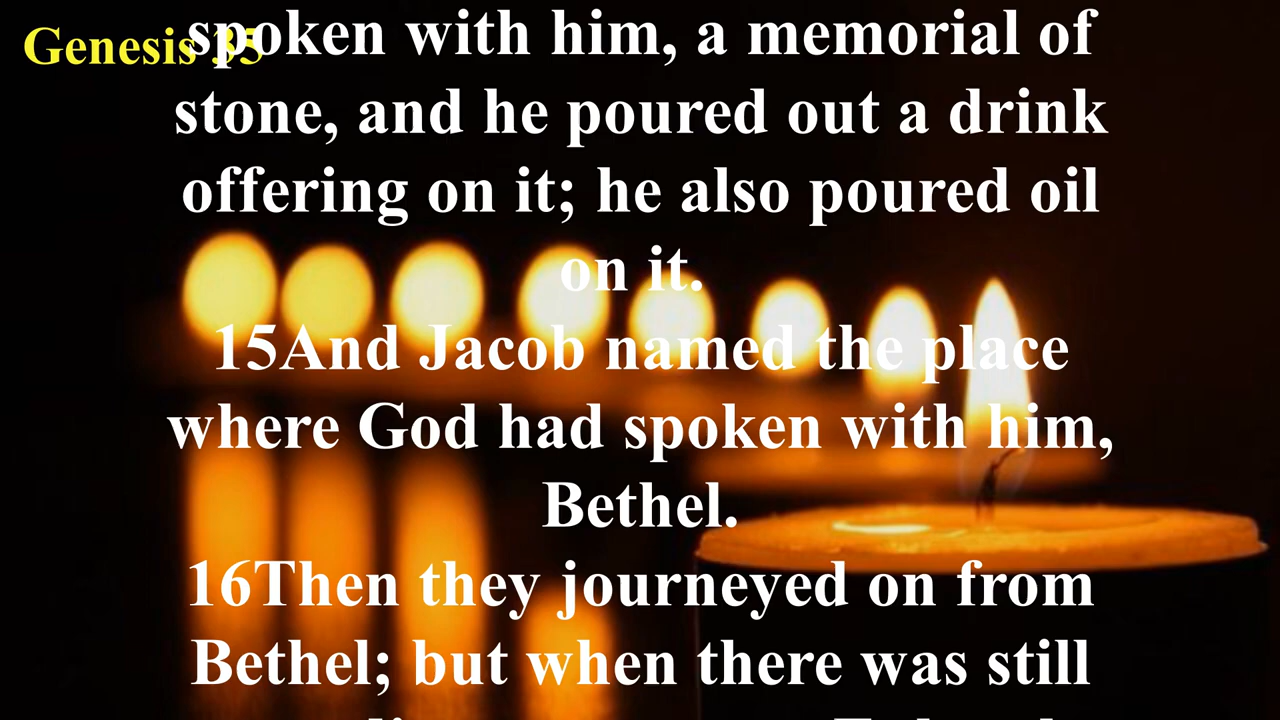 Genesis 35
spoken with him, a memorial of
stone, and he poured out a drink
offering on it; he also poured oil
on it.
15And Jacob named the place
where God had spoken with him,
Bethel.
16Then they journeyed on from
Bethel; but when there was still